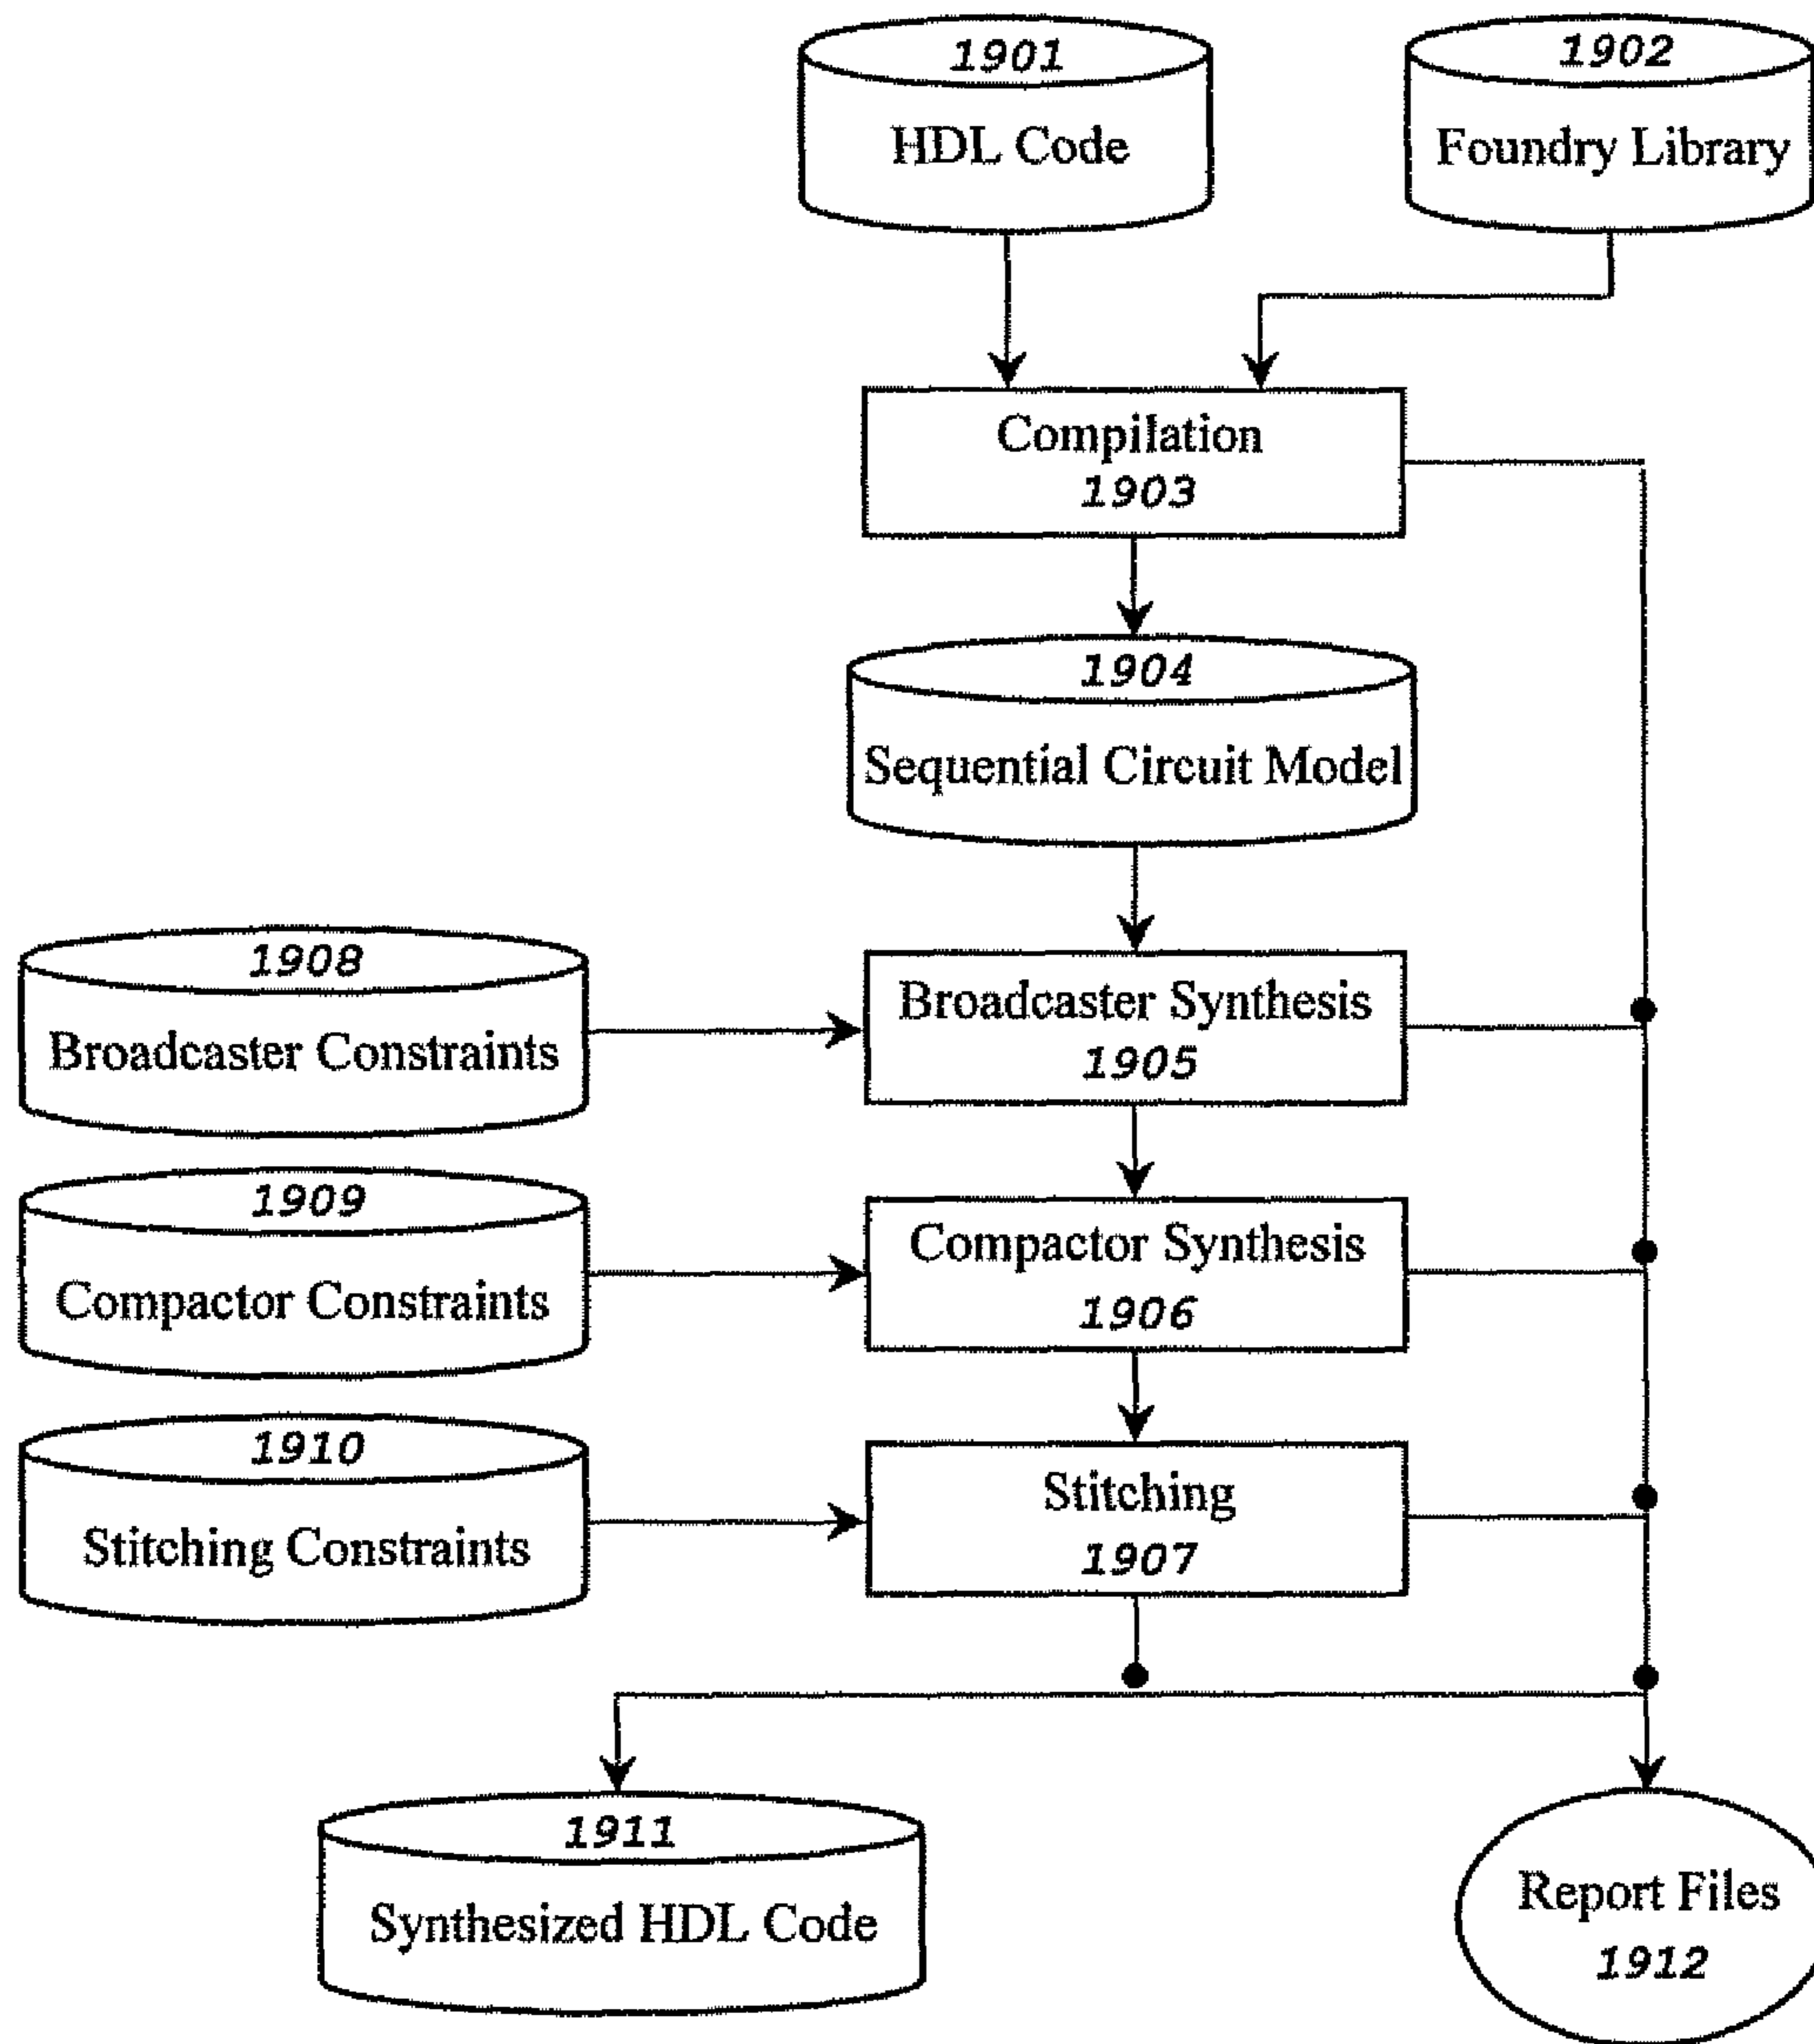 1901
HDL Code
1902
Foundry Library
Compilation
1903
1904
Sequential Circuit Model
1908
Broadcaster Constraints
Broadcaster Synthesis
1905
1909
Compactor Constraints
Compactor Synthesis
1906
1910
Stitching Constraints
Stitching
1907
1911
Synthesized HDL Code
Report Files
1912